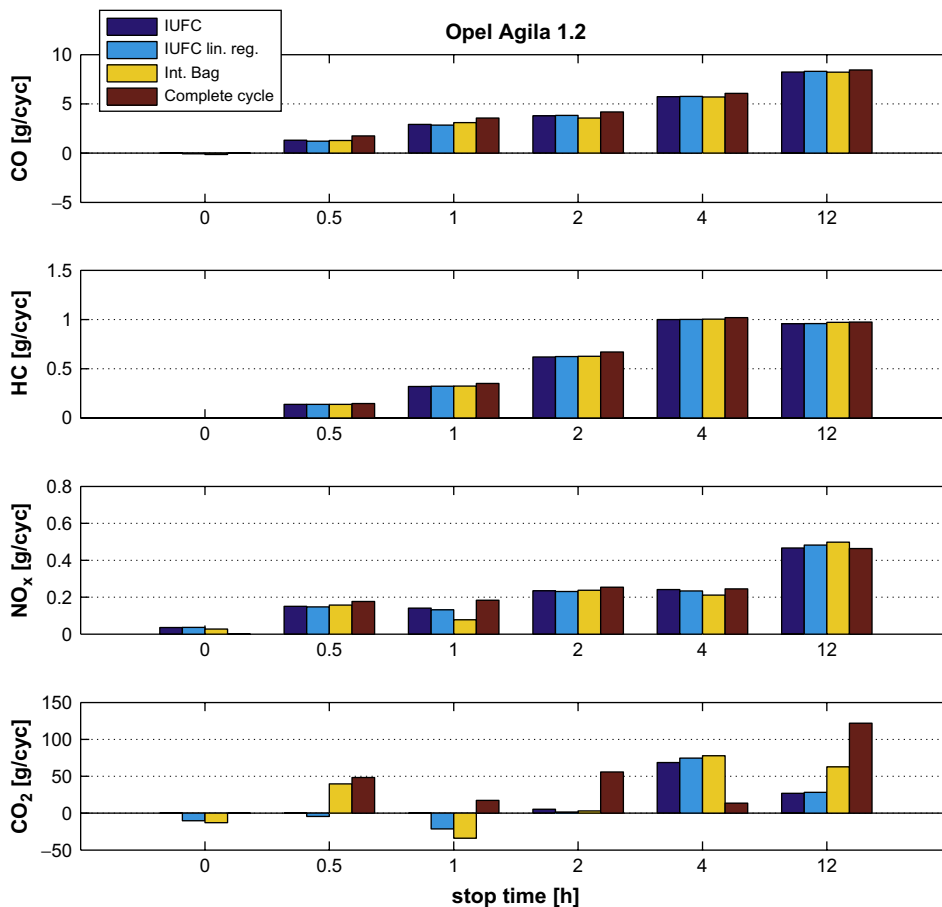 Opel Agila 1.2
IUFC
IUFC lin. reg.
Int. Bag
Complete cycle
CO [g/cyc]
10
5
0
−5
0 0.5 1 2 4 12
HC [g/cyc]
1.5
1
0.5
0
0 0.5 1 2 4 12
NOx [g/cyc]
0.8
0.6
0.4
0.2
0
0 0.5 1 2 4 12
CO2 [g/cyc]
150
100
50
0
−50
0 0.5 1 2 4 12
stop time [h]